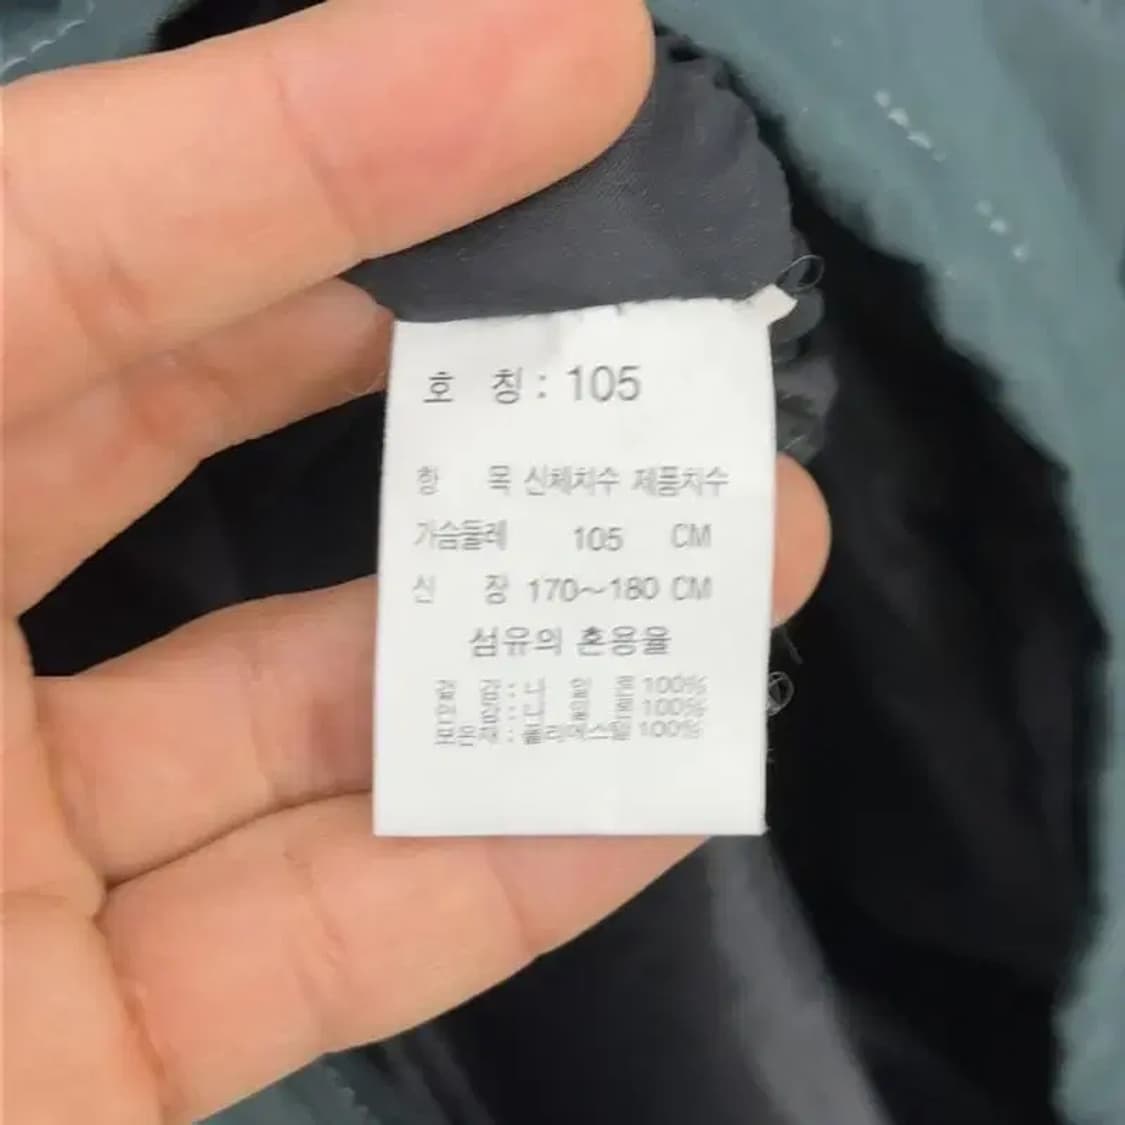 호 칭 : 105
항 목 신체치수 제품치수
가슴둘레 105 CM
신 장 170~180 CM
섬유의 혼용율
겉 감 : 나 일 론 100%
안 감 : 나 일 론 100%
보온재 : 폴리에스텔 100%